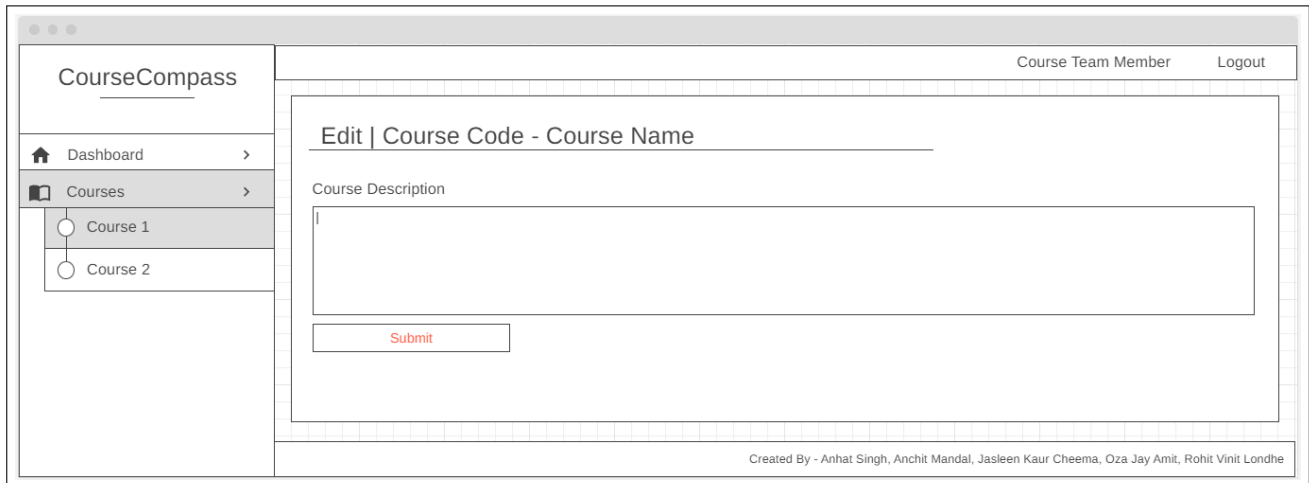 CourseCompass
Course Team Member
Logout
Dashboard
Courses
Course 1
Course 2
Edit | Course Code - Course Name
Course Description
Submit
Created By - Anhat Singh, Anchit Mandal, Jasleen Kaur Cheema, Oza Jay Amit, Rohit Vinit Londhe